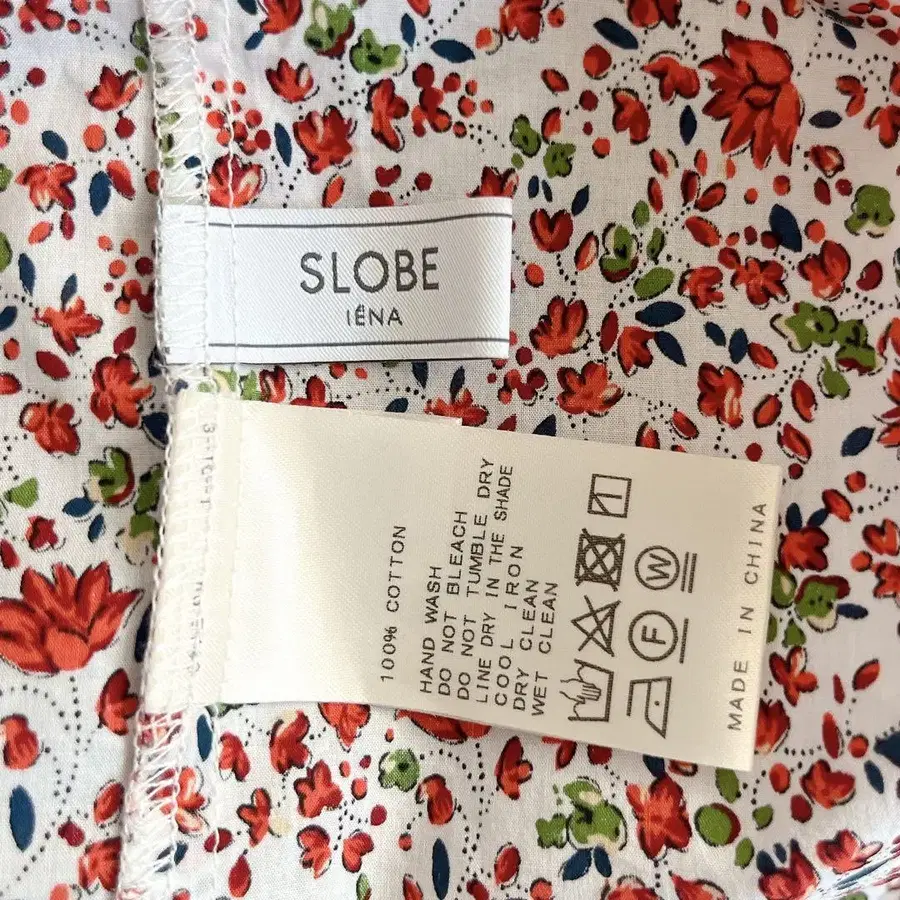 SLOBE
IÉNA
100% COTTON
HAND WASH
DO NOT BLEACH
DO NOT TUMBLE DRY
LINE DRY IN THE SHADE
COOL IRON
DRY CLEAN
WET CLEAN
F
W
MADE IN CHINA